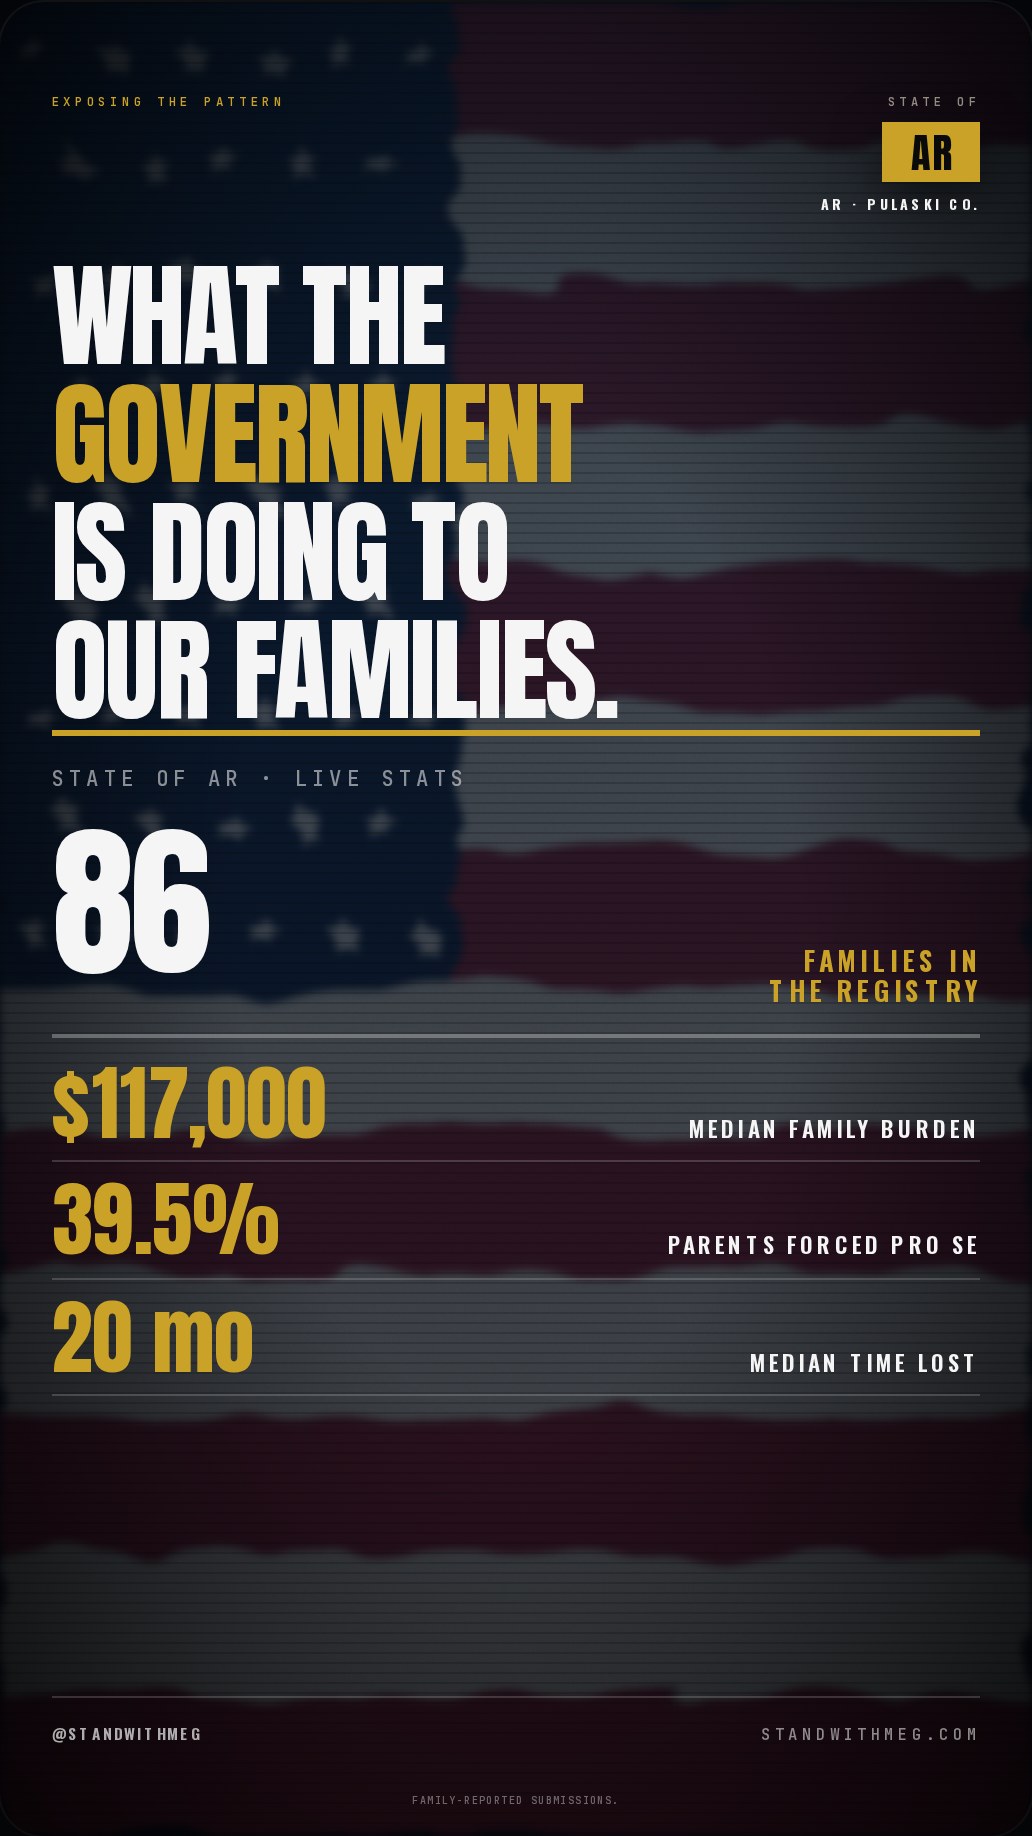 EXPOSING THE PATTERN
STATE OF
AR
AR · PULASKI CO.
WHAT THE
GOVERNMENT
IS DOING TO
OUR FAMILIES.
STATE OF AR · LIVE STATS
86
FAMILIES IN
THE REGISTRY
$117,000
MEDIAN FAMILY BURDEN
39.5%
PARENTS FORCED PRO SE
20 mo
MEDIAN TIME LOST
@STANDWITHMEG
STANDWITHMEG.COM
FAMILY-REPORTED SUBMISSIONS.